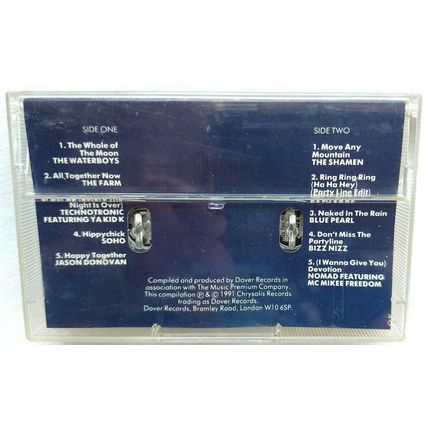 SIDE ONE
1. The Whole of
The Moon
THE WATERBOYS
2. All Together Now
THE FARM
Night Is Over)
TECHNOTRONIC
FEATURING YA KID K
4. Hippychick
SOHO
5. Happy Together
JASON DONOVAN
SIDE TWO
1. Move Any
Mountain
THE SHAMEN
2. Ring Ring Ring
(Ha Ha Hey)
(Party Line Edit)
3. Naked In The Rain
BLUE PEARL
4. Don't Miss The
Partyline
BIZZ NIZZ
5. (I Wanna Give You)
Devotion
NOMAD FEATURING
MC MIKEE FREEDOM
Compiled and produced by Dover Records in
association with The Music Premium Company.
This compilation ℗ & © 1991 Chrysalis Records
trading as Dover Records.
Dover Records, Bramley Road, London W10 6SP.